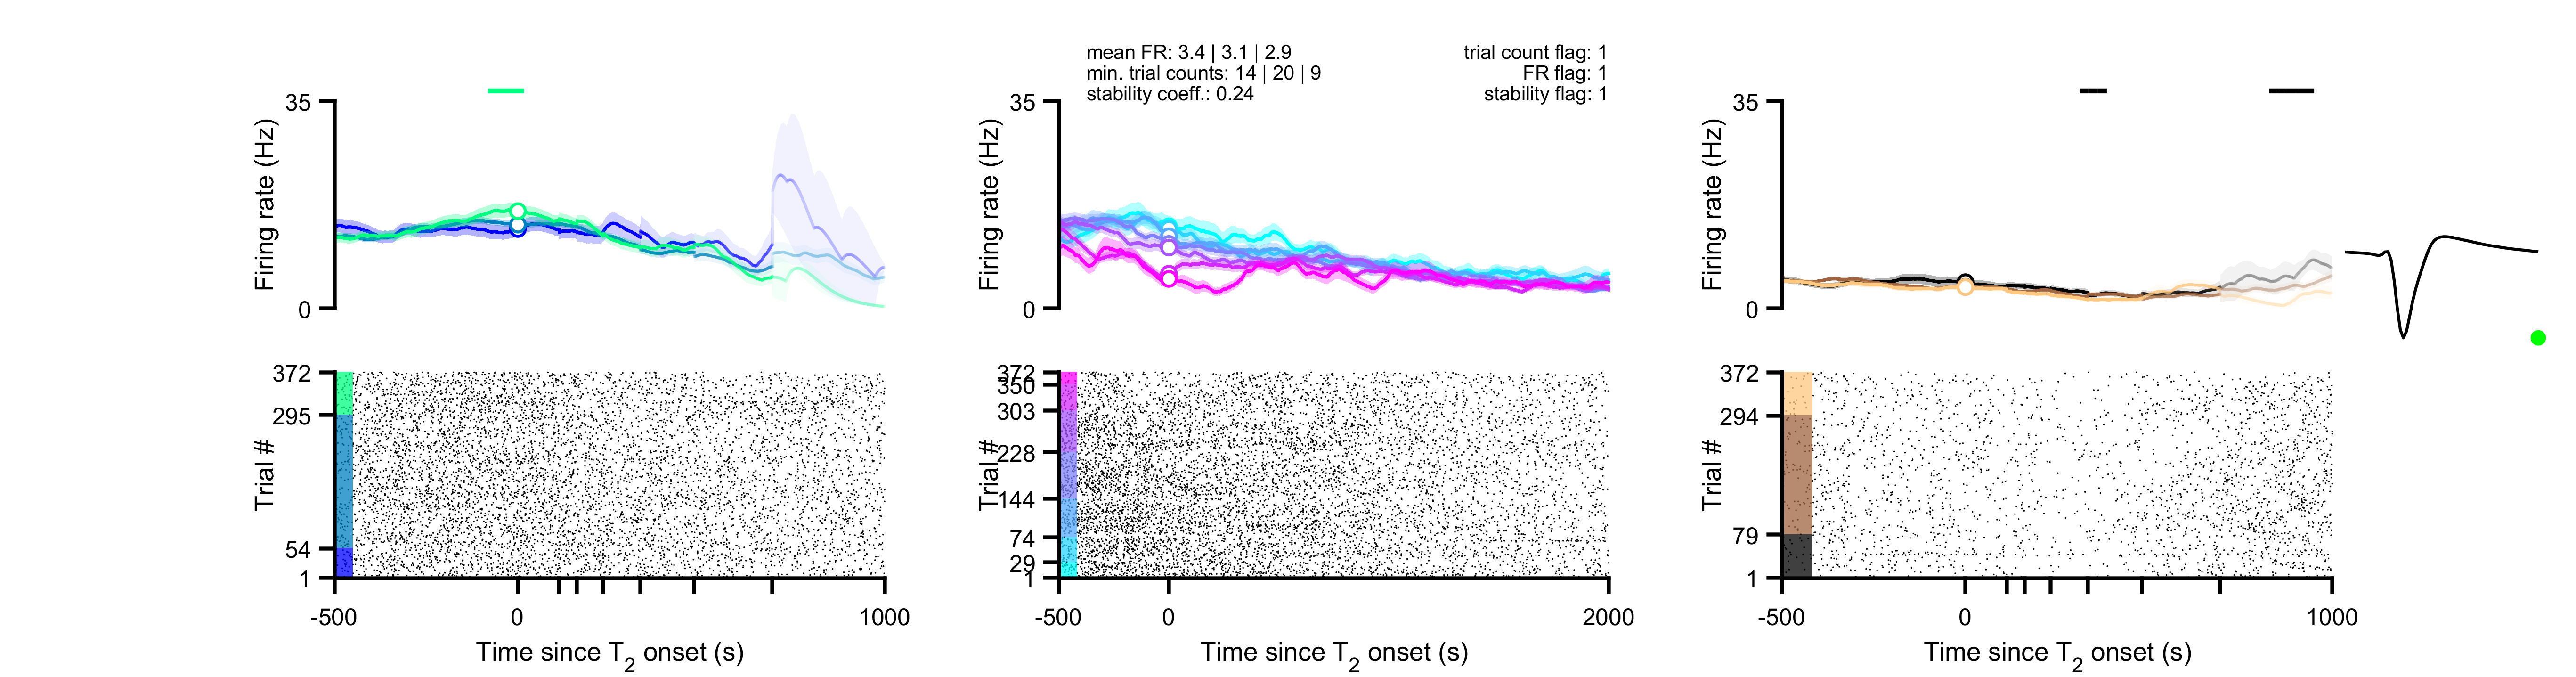 mean FR: 3.4 | 3.1 | 2.9
min. trial counts: 14 | 20 | 9
stability coeff.: 0.24
trial count flag: 1
FR flag: 1
stability flag: 1
35
0
Firing rate (Hz)
372
295
54
1
Trial #
-500
0
1000
Time since T2 onset (s)
35
0
Firing rate (Hz)
372
350
303
228
144
74
29
1
Trial #
-500
0
2000
Time since T2 onset (s)
35
0
Firing rate (Hz)
372
294
79
1
Trial #
-500
0
1000
Time since T2 onset (s)